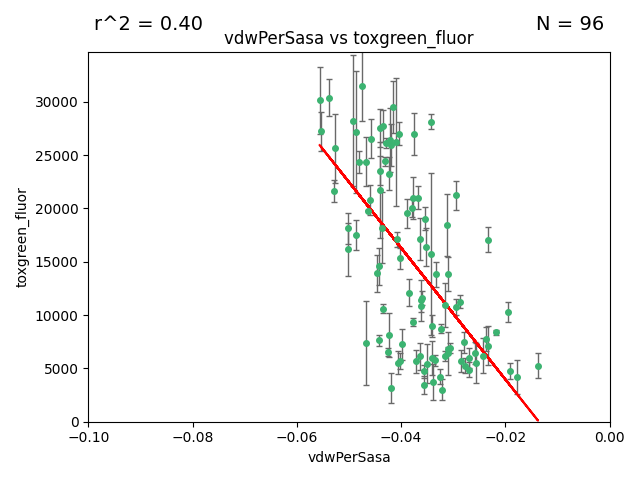 r^2 = 0.40
N = 96
vdwPerSasa vs toxgreen_fluor
toxgreen_fluor
30000
25000
20000
15000
10000
5000
0
−0.10
−0.08
−0.06
−0.04
−0.02
0.00
vdwPerSasa